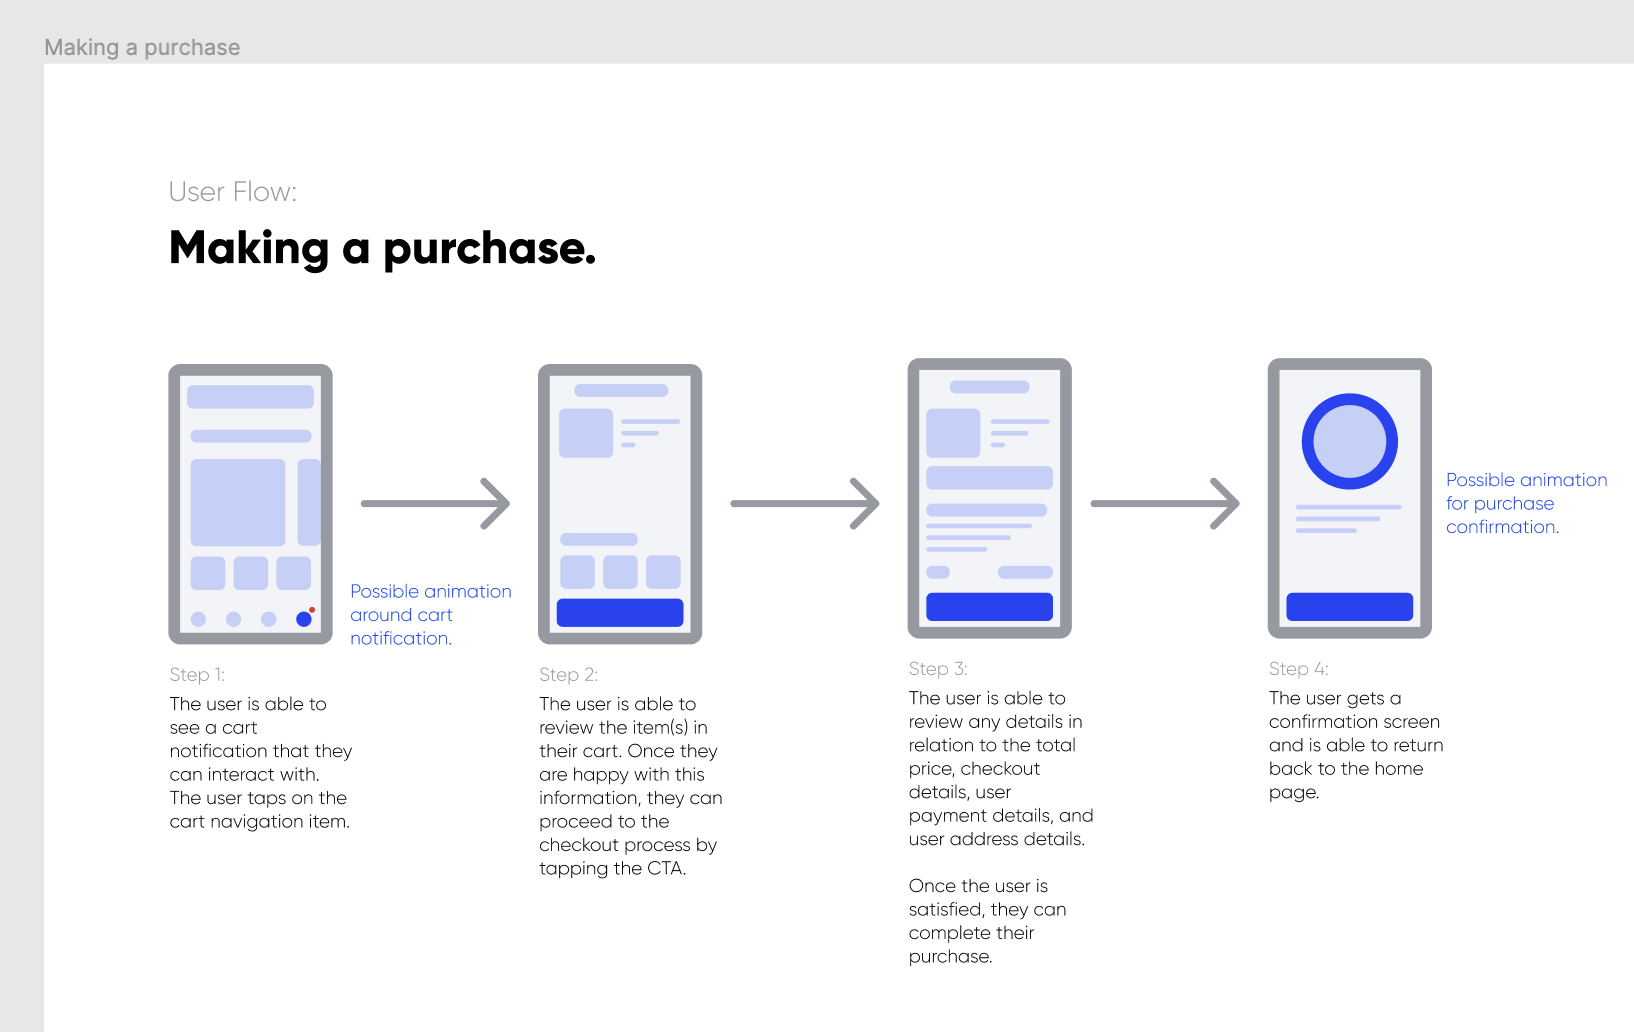 Making a purchase
User Flow:
Making a purchase.
Possible animation
around cart
notification.
Possible animation
for purchase
confirmation.
Step 1:
The user is able to
see a cart
notification that they
can interact with.
The user taps on the
cart navigation item.
Step 2:
The user is able to
review the item(s) in
their cart. Once they
are happy with this
information, they can
proceed to the
checkout process by
tapping the CTA.
Step 3:
The user is able to
review any details in
relation to the total
price, checkout
details, user
payment details, and
user address details.
Once the user is
satisfied, they can
complete their
purchase.
Step 4:
The user gets a
confirmation screen
and is able to return
back to the home
page.